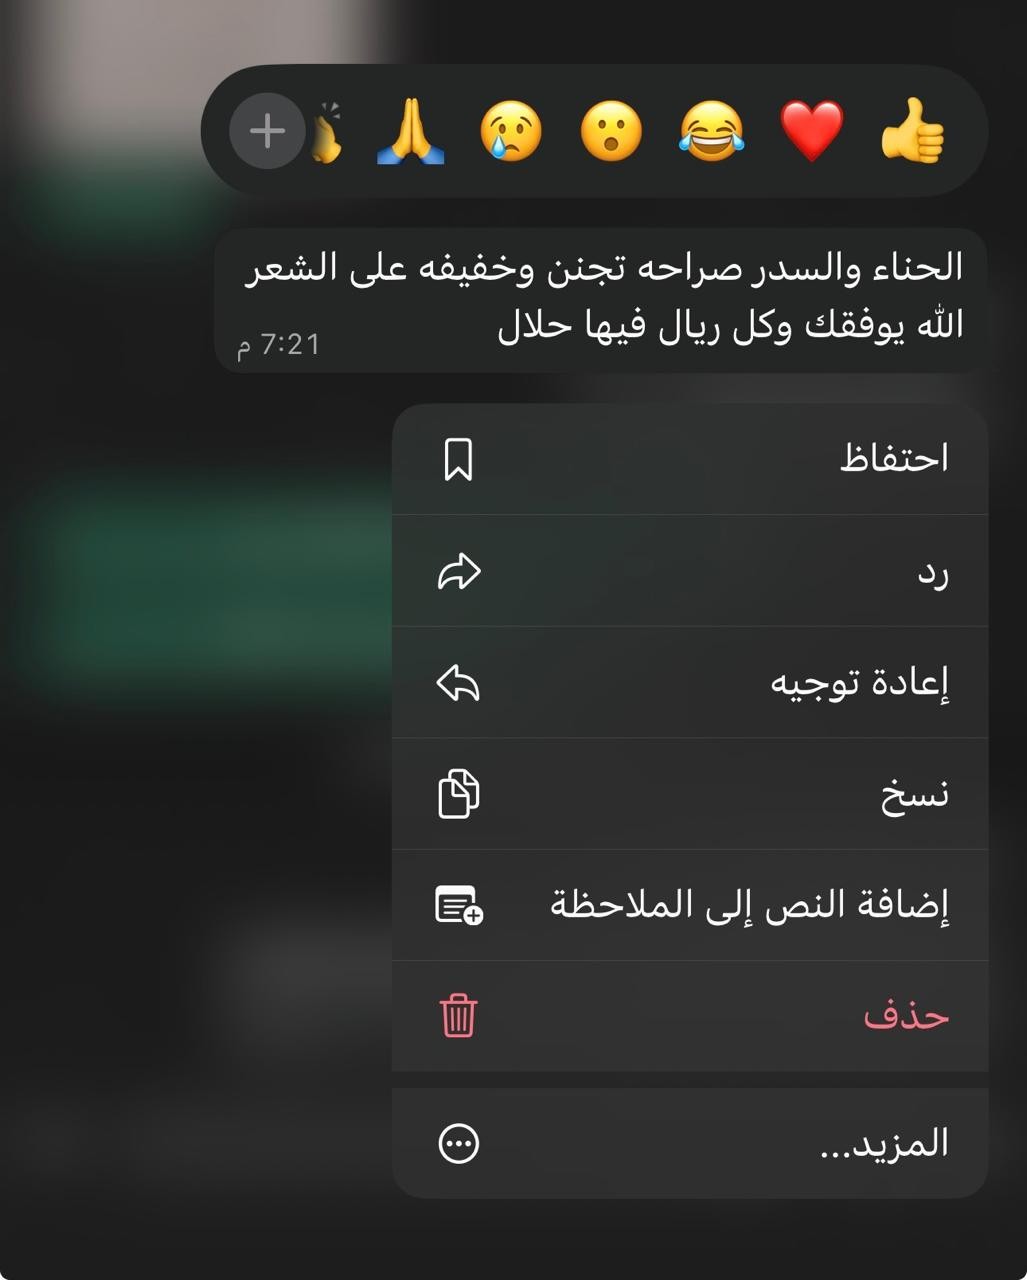 الحناء والسدر صراحه تجنن وخفيفه على الشعر
الله يوفقك وكل ريال فيها حلال
7:21 م
احتفاظ
رد
إعادة توجيه
نسخ
إضافة النص إلى الملاحظة
حذف
المزيد...